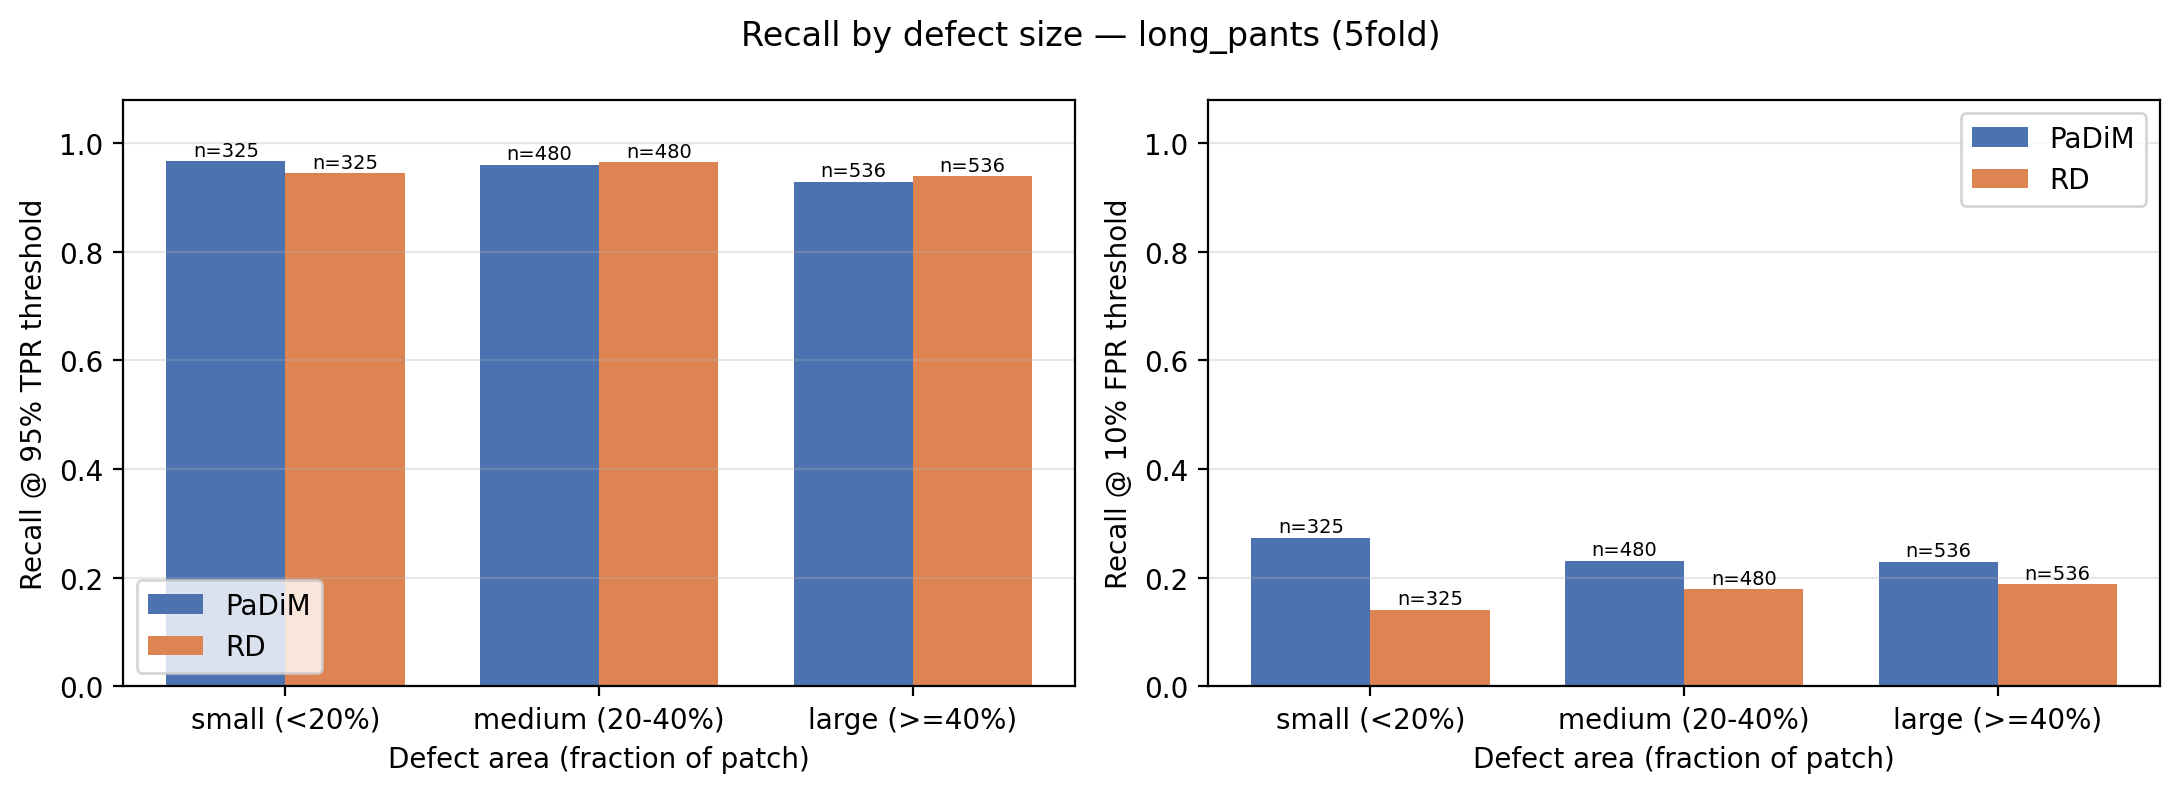 Recall by defect size — long_pants (5fold)
Recall @ 95% TPR threshold
1.0
0.8
0.6
0.4
0.2
0.0
n=325
n=325
n=480
n=480
n=536
n=536
PaDiM
RD
small (<20%)
medium (20-40%)
large (>=40%)
Defect area (fraction of patch)
Recall @ 10% FPR threshold
1.0
0.8
0.6
0.4
0.2
0.0
PaDiM
RD
n=325
n=325
n=480
n=480
n=536
n=536
small (<20%)
medium (20-40%)
large (>=40%)
Defect area (fraction of patch)